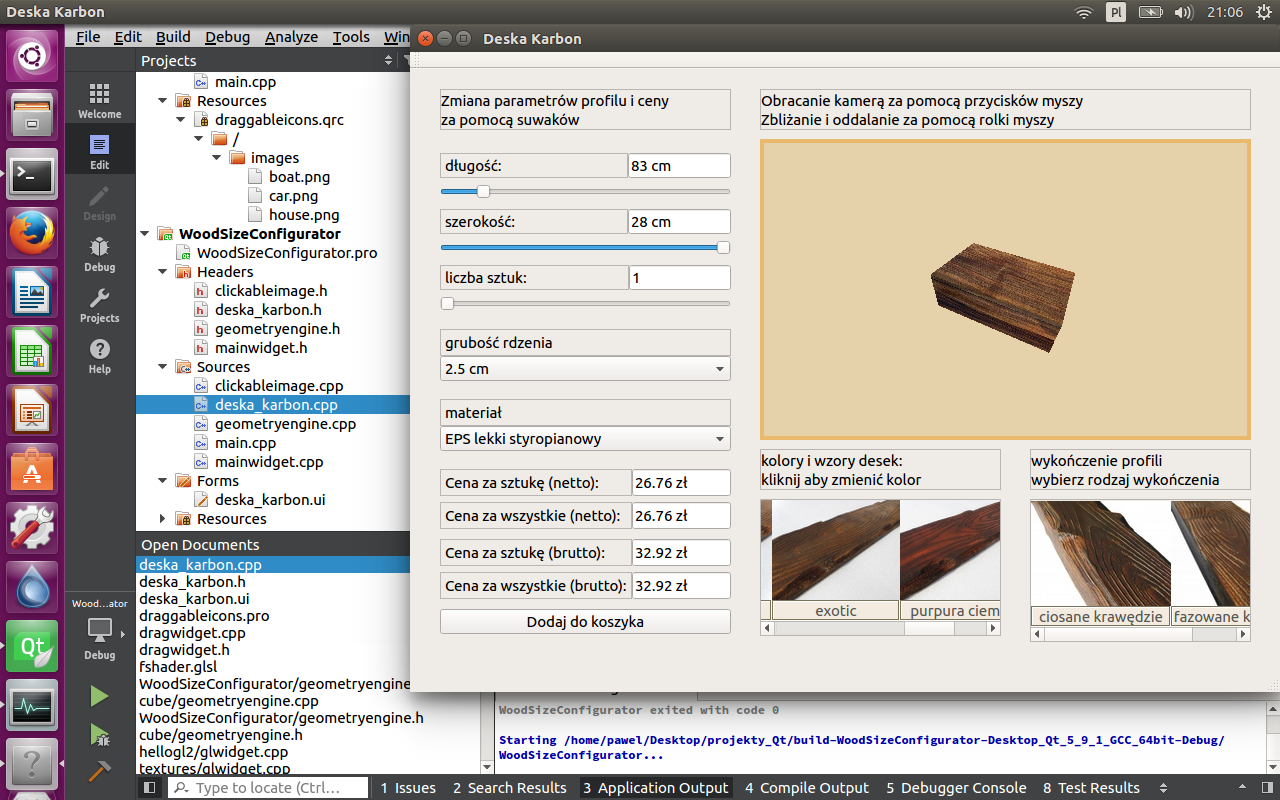 Deska Karbon
Pl
21:06
File Edit Build Debug Analyze Tools Win
Deska Karbon
Projects
Welcome
Edit
Design
Debug
Projects
Help
main.cpp
Resources
draggableicons.qrc
/
images
boat.png
car.png
house.png
WoodSizeConfigurator
WoodSizeConfigurator.pro
Headers
clickableimage.h
deska_karbon.h
geometryengine.h
mainwidget.h
Sources
clickableimage.cpp
deska_karbon.cpp
geometryengine.cpp
main.cpp
mainwidget.cpp
Forms
deska_karbon.ui
Resources
Open Documents
deska_karbon.cpp
deska_karbon.h
deska_karbon.ui
draggableicons.pro
dragwidget.cpp
dragwidget.h
fshader.glsl
WoodSizeConfigurator/geometryengine
cube/geometryengine.cpp
WoodSizeConfigurator/geometryengine.h
cube/geometryengine.h
hellogl2/glwidget.cpp
textures/glwidget.cpp
Wood...ator
Debug
Qt
Zmiana parametrów profilu i ceny
za pomocą suwaków
długość: 83 cm
szerokość: 28 cm
liczba sztuk: 1
grubość rdzenia
2.5 cm
materiał
EPS lekki styropianowy
Cena za sztukę (netto): 26.76 zł
Cena za wszystkie (netto): 26.76 zł
Cena za sztukę (brutto): 32.92 zł
Cena za wszystkie (brutto): 32.92 zł
Dodaj do koszyka
Obracanie kamerą za pomocą przycisków myszy
Zbliżanie i oddalanie za pomocą rolki myszy
kolory i wzory desek:
kliknij aby zmienić kolor
exotic
purpura ciem
wykończenie profili
wybierz rodzaj wykończenia
ciosane krawędzie
fazowane k
WoodSizeConfigurator exited with code 0
Starting /home/pawel/Desktop/projekty_Qt/build-WoodSizeConfigurator-Desktop_Qt_5_9_1_GCC_64bit-Debug/
WoodSizeConfigurator...
Type to locate (Ctrl...
1 Issues
2 Search Results
3 Application Output
4 Compile Output
5 Debugger Console
8 Test Results